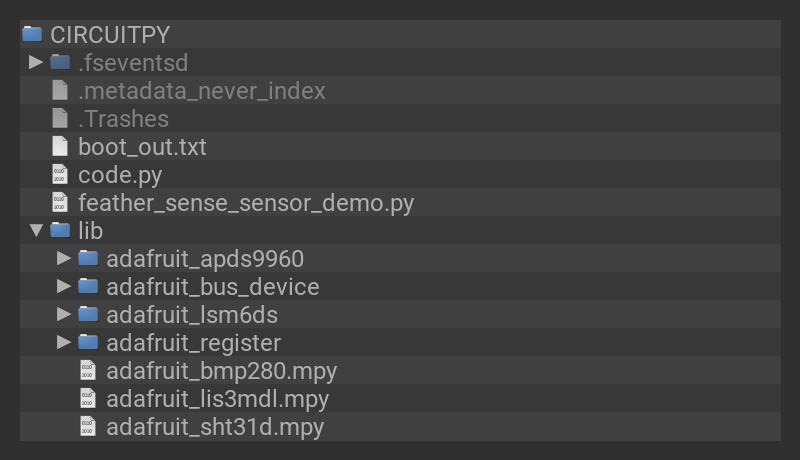 CIRCUITPY
.fseventsd
.metadata_never_index
.Trashes
boot_out.txt
code.py
feather_sense_sensor_demo.py
lib
adafruit_apds9960
adafruit_bus_device
adafruit_lsm6ds
adafruit_register
adafruit_bmp280.mpy
adafruit_lis3mdl.mpy
adafruit_sht31d.mpy